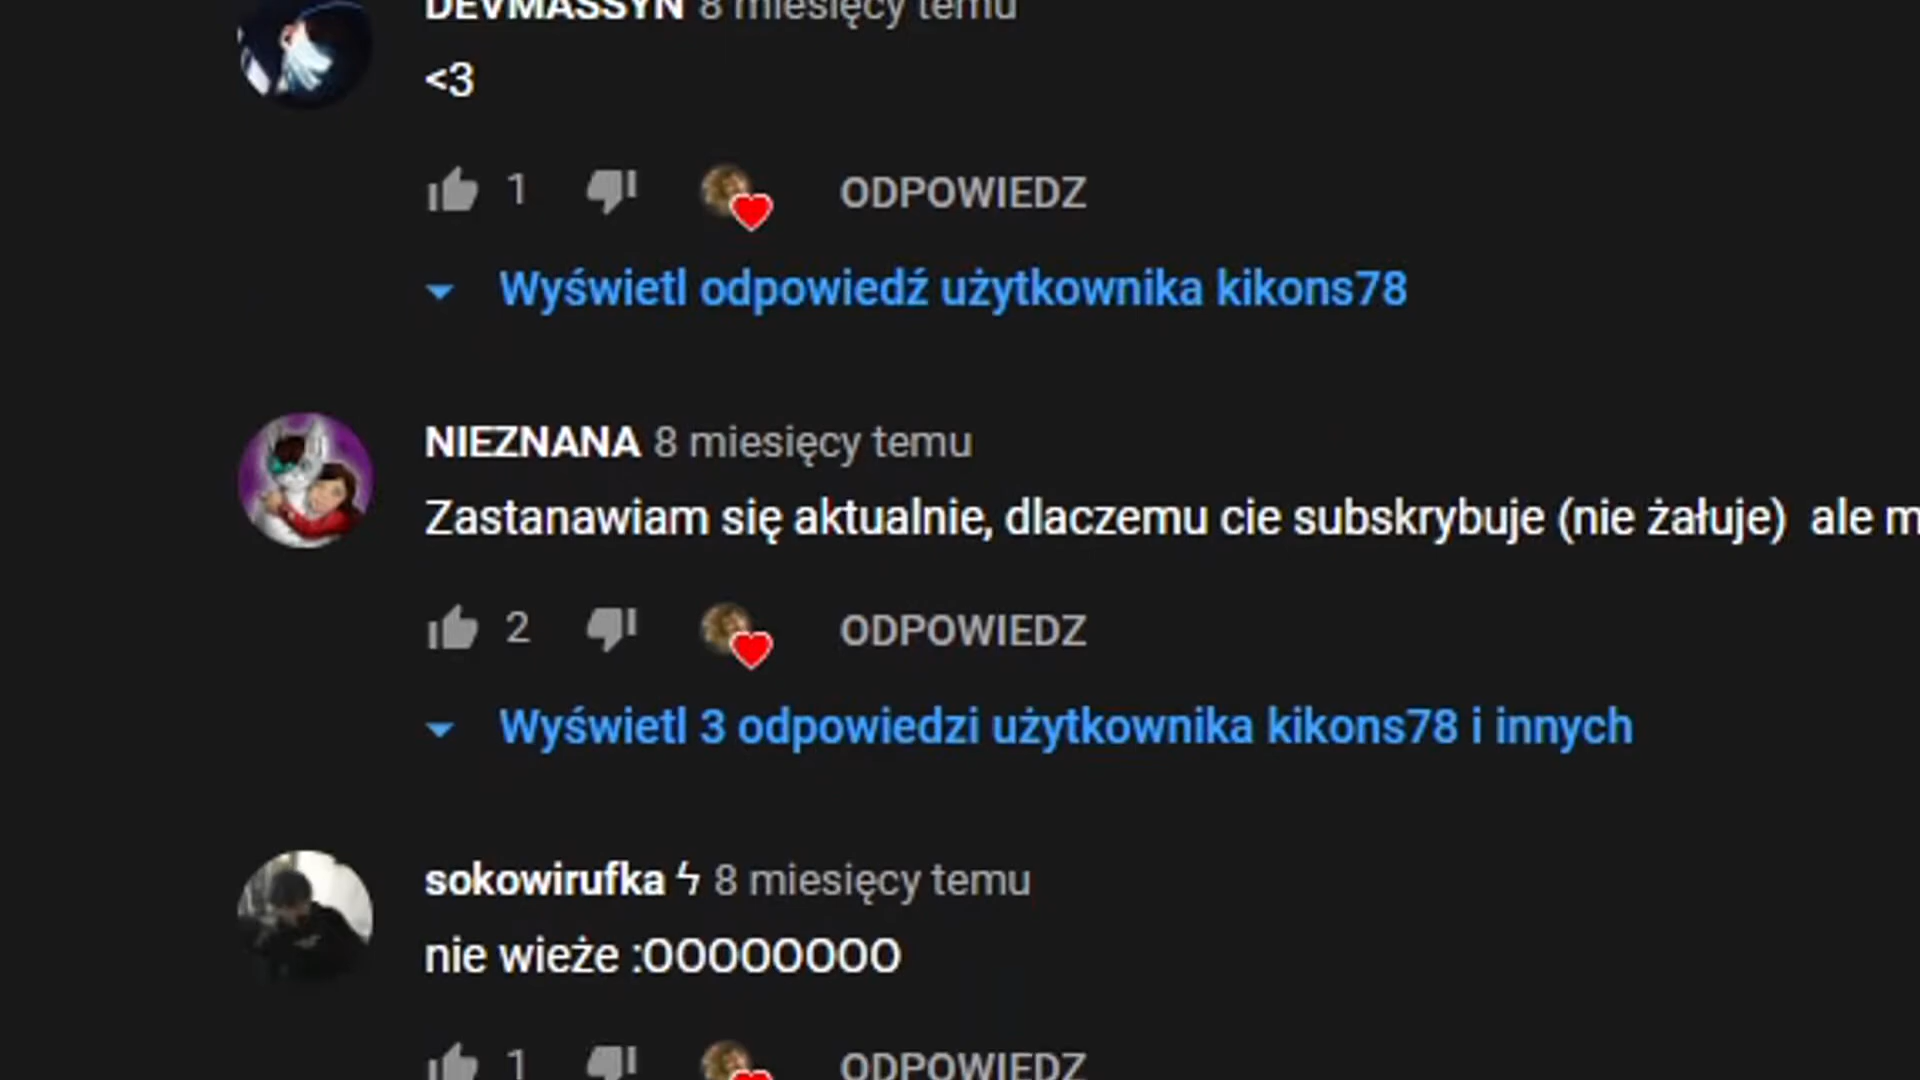 DEVMASSYN 8 miesięcy temu
<3
1 ODPOWIEDZ
Wyświetl odpowiedź użytkownika kikons78
NIEZNANA 8 miesięcy temu
Zastanawiam się aktualnie, dlaczemu cie subskrybuje (nie żałuje)  ale m
2 ODPOWIEDZ
Wyświetl 3 odpowiedzi użytkownika kikons78 i innych
sokowirufka ϟ 8 miesięcy temu
nie wieże :OOOOOOOO
1 ODPOWIEDZ